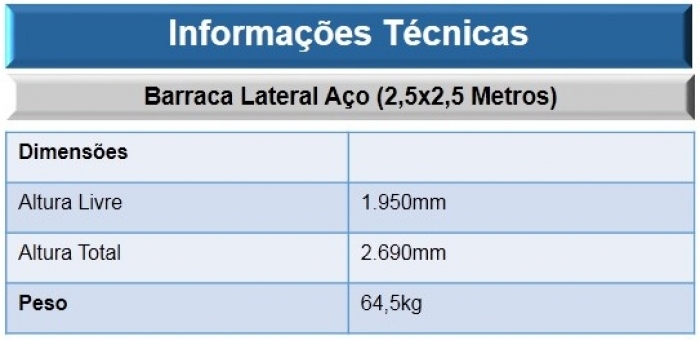 Informações Técnicas
Barraca Lateral Aço (2,5x2,5 Metros)
Dimensões
Altura Livre 1.950mm
Altura Total 2.690mm
Peso 64,5kg